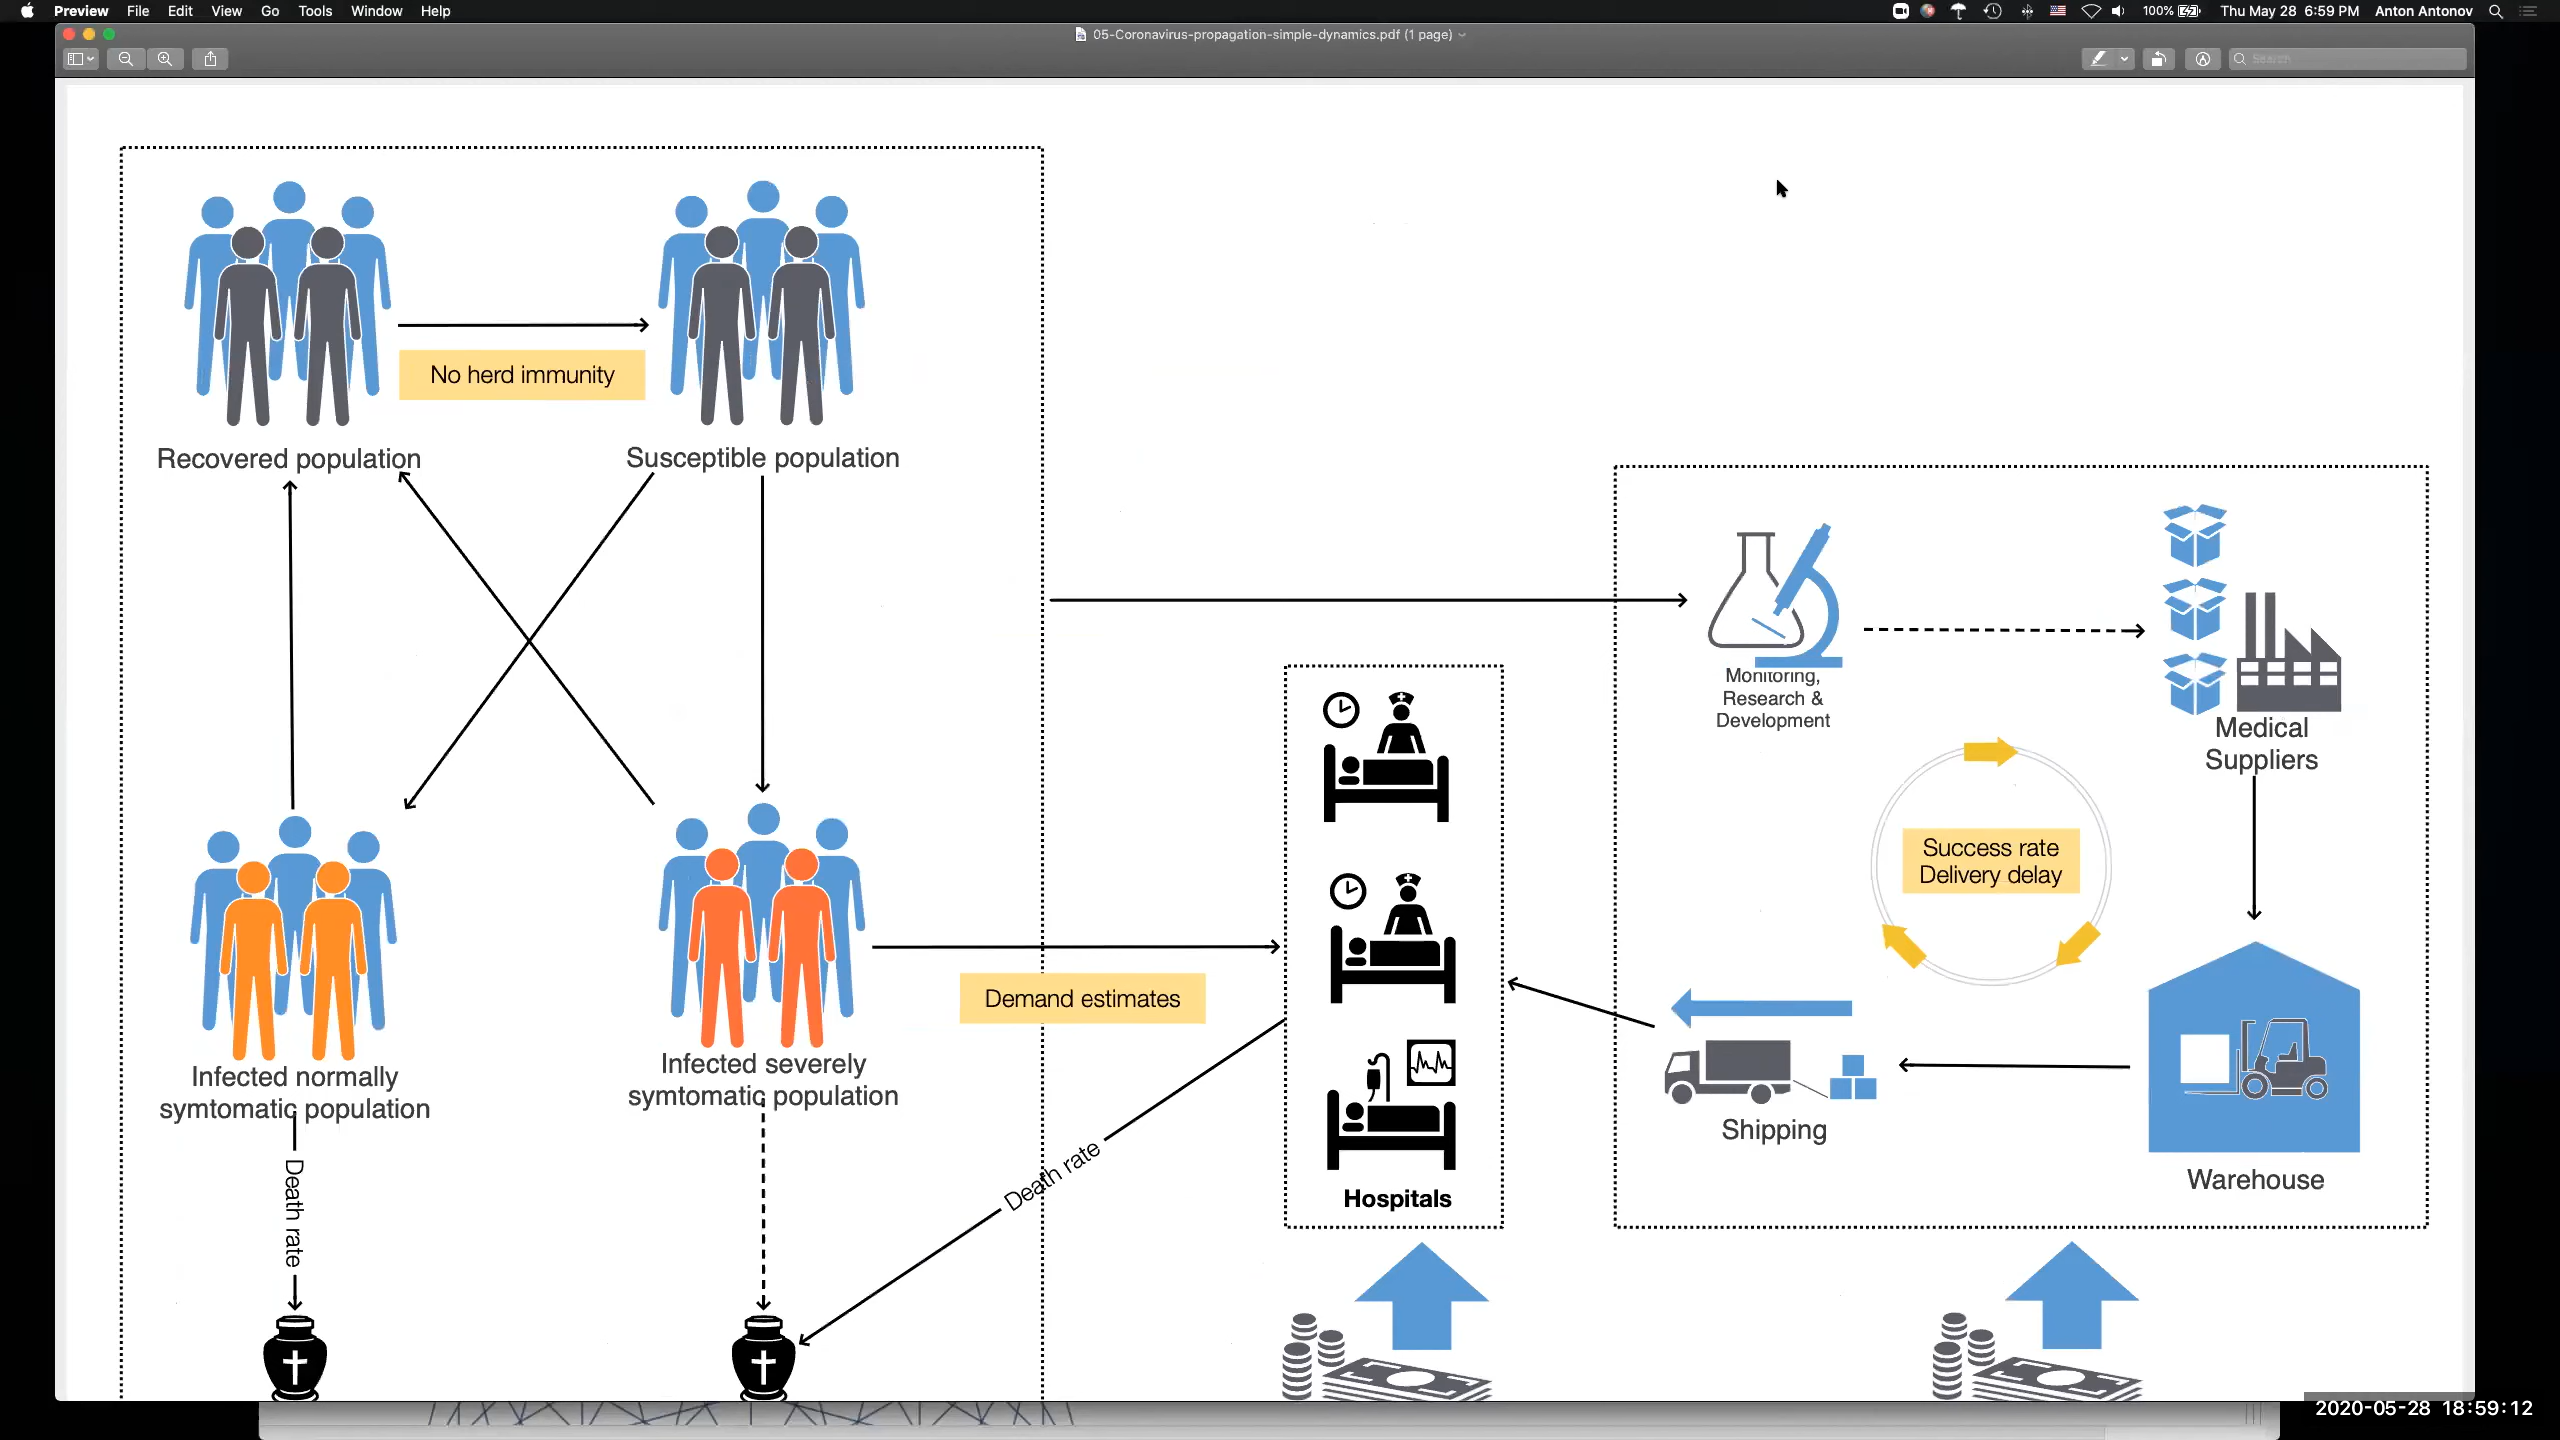 Preview File Edit View Go Tools Window Help
100%
Thu May 28 6:59 PM
Anton Antonov
05-Coronavirus-propagation-simple-dynamics.pdf (1 page)
Search
No herd immunity
Recovered population
Susceptible population
Monitoring,
Research &
Development
Medical
Suppliers
Success rate
Delivery delay
Demand estimates
Infected normally
symtomatic population
Infected severely
symtomatic population
Shipping
Death rate
Death rate
Hospitals
Warehouse
2020-05-28 18:59:12